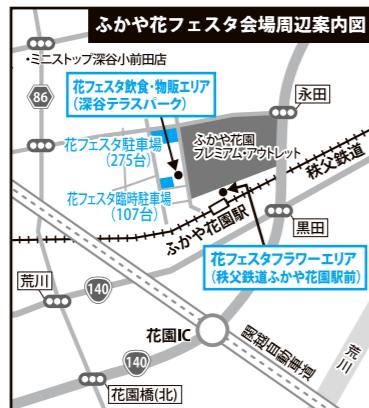 ふかや花フェスタ会場周辺案内図
・ミニストップ深谷小前田店
86
花フェスタ飲食・物販エリア
(深谷テラスパーク)
永田
花フェスタ駐車場
(275台)
ふかや花園
プレミアム・アウトレット
秩父鉄道
花フェスタ臨時駐車場
(107台)
ふかや花園駅
黒田
花フェスタフラワーエリア
(秩父鉄道ふかや花園駅前)
荒川
140
花園IC
関越自動車道
荒川
140
花園橋(北)